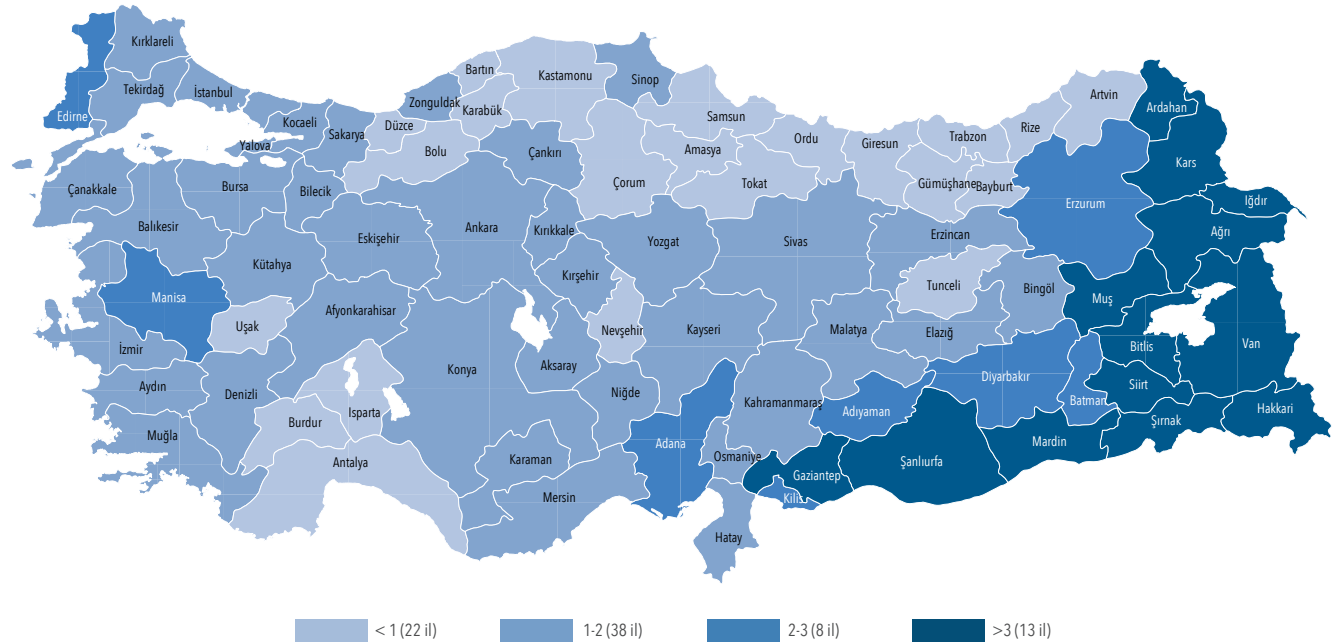 Kırklareli
Edirne
Tekirdağ
İstanbul
Kocaeli
Yalova
Sakarya
Zonguldak
Düzce
Bolu
Bartın
Karabük
Kastamonu
Çankırı
Sinop
Samsun
Amasya
Çorum
Tokat
Ordu
Giresun
Trabzon
Gümüşhane
Bayburt
Rize
Artvin
Ardahan
Kars
Iğdır
Ağrı
Erzurum
Çanakkale
Balıkesir
Bursa
Bilecik
Eskişehir
Kütahya
Ankara
Kırıkkale
Kırşehir
Yozgat
Sivas
Erzincan
Tunceli
Bingöl
Muş
Manisa
Uşak
Afyonkarahisar
İzmir
Aydın
Denizli
Muğla
Burdur
Isparta
Antalya
Konya
Aksaray
Nevşehir
Kayseri
Niğde
Karaman
Mersin
Adana
Malatya
Elazığ
Kahramanmaraş
Osmaniye
Hatay
Adıyaman
Gaziantep
Kilis
Şanlıurfa
Diyarbakır
Batman
Mardin
Bitlis
Siirt
Şırnak
Van
Hakkari
< 1 (22 il)
1-2 (38 il)
2-3 (8 il)
>3 (13 il)